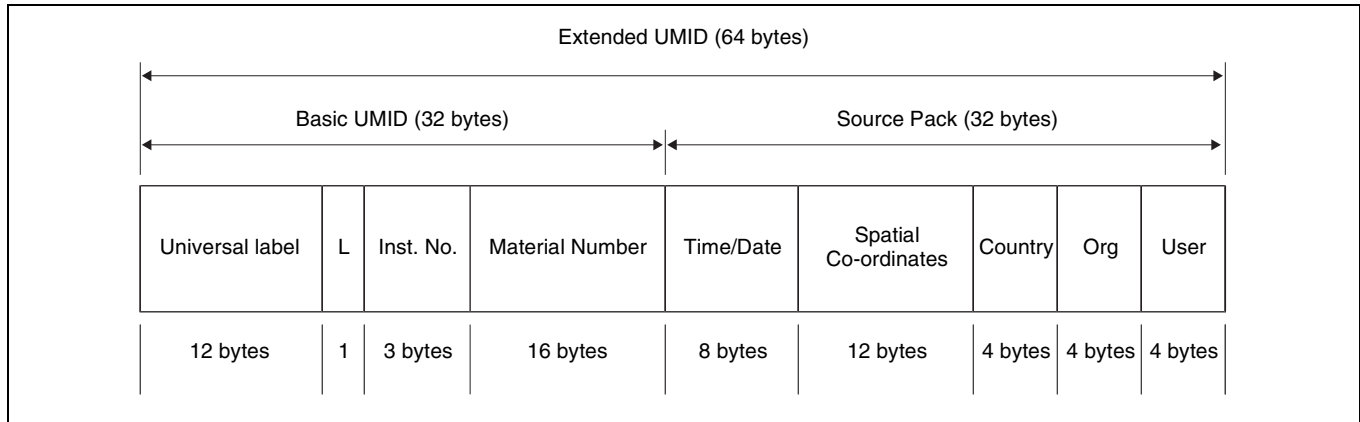 Extended UMID (64 bytes)
Basic UMID (32 bytes) Source Pack (32 bytes)
Universal label L Inst. No. Material Number Time/Date Spatial Co-ordinates Country Org User
12 bytes 1 3 bytes 16 bytes 8 bytes 12 bytes 4 bytes 4 bytes 4 bytes